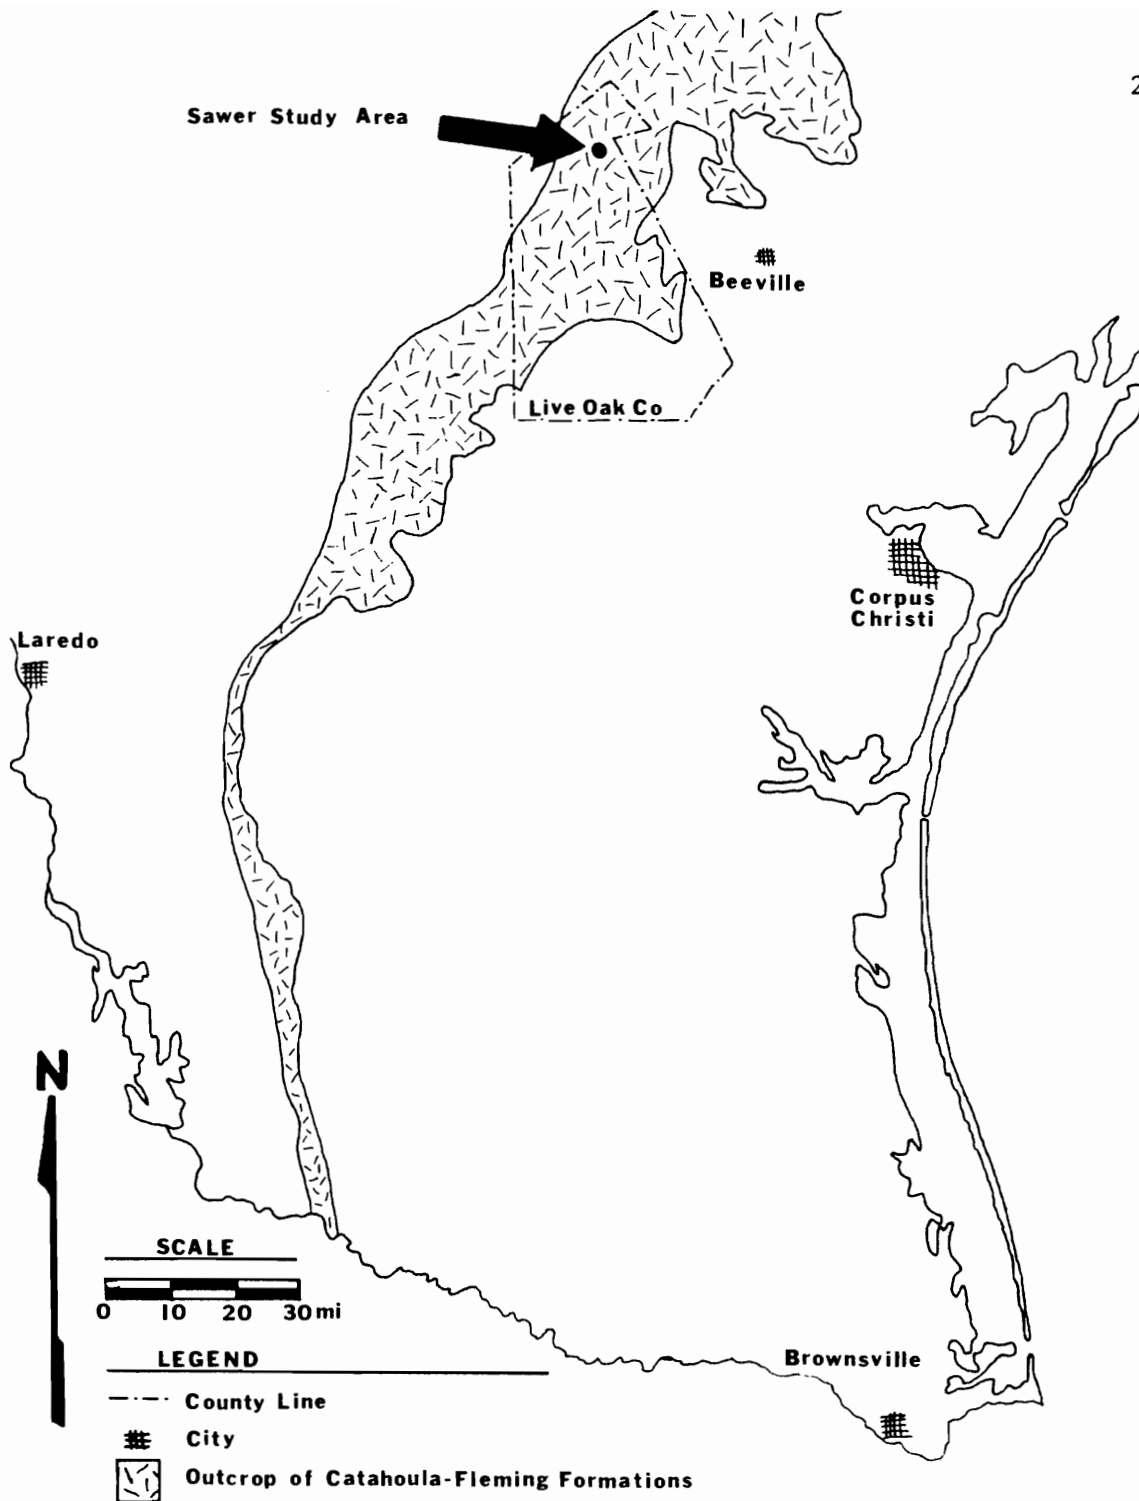 2
Sawer Study Area
Beeville
Live Oak Co
Corpus
Christi
Laredo
N
SCALE
0 10 20 30 mi
Brownsville
LEGEND
County Line
City
Outcrop of Catahoula-Fleming Formations